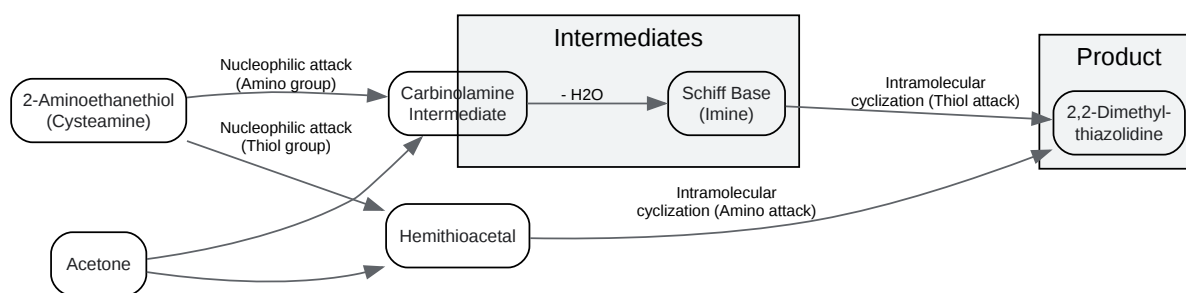 Intermediates
Product
Nucleophilic attack
(Amino group)
2-Aminoethanethiol
(Cysteamine)
Carbinolamine
Intermediate
- H2O
Schiff Base
(Imine)
Intramolecular
cyclization (Thiol attack)
2,2-Dimethyl-
thiazolidine
Nucleophilic attack
(Thiol group)
Intramolecular
cyclization (Amino attack)
Hemithioacetal
Acetone